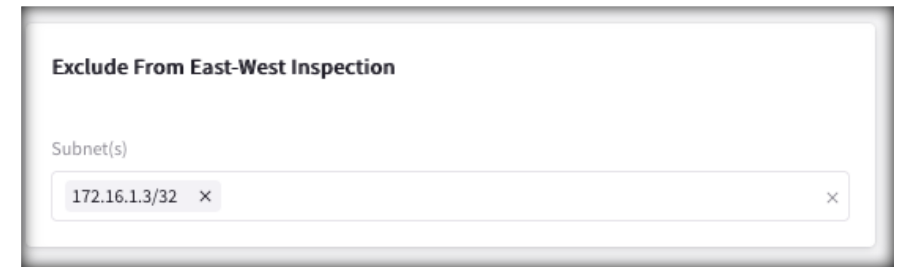 Exclude From East-West Inspection
Subnet(s)
172.16.1.3/32 ×